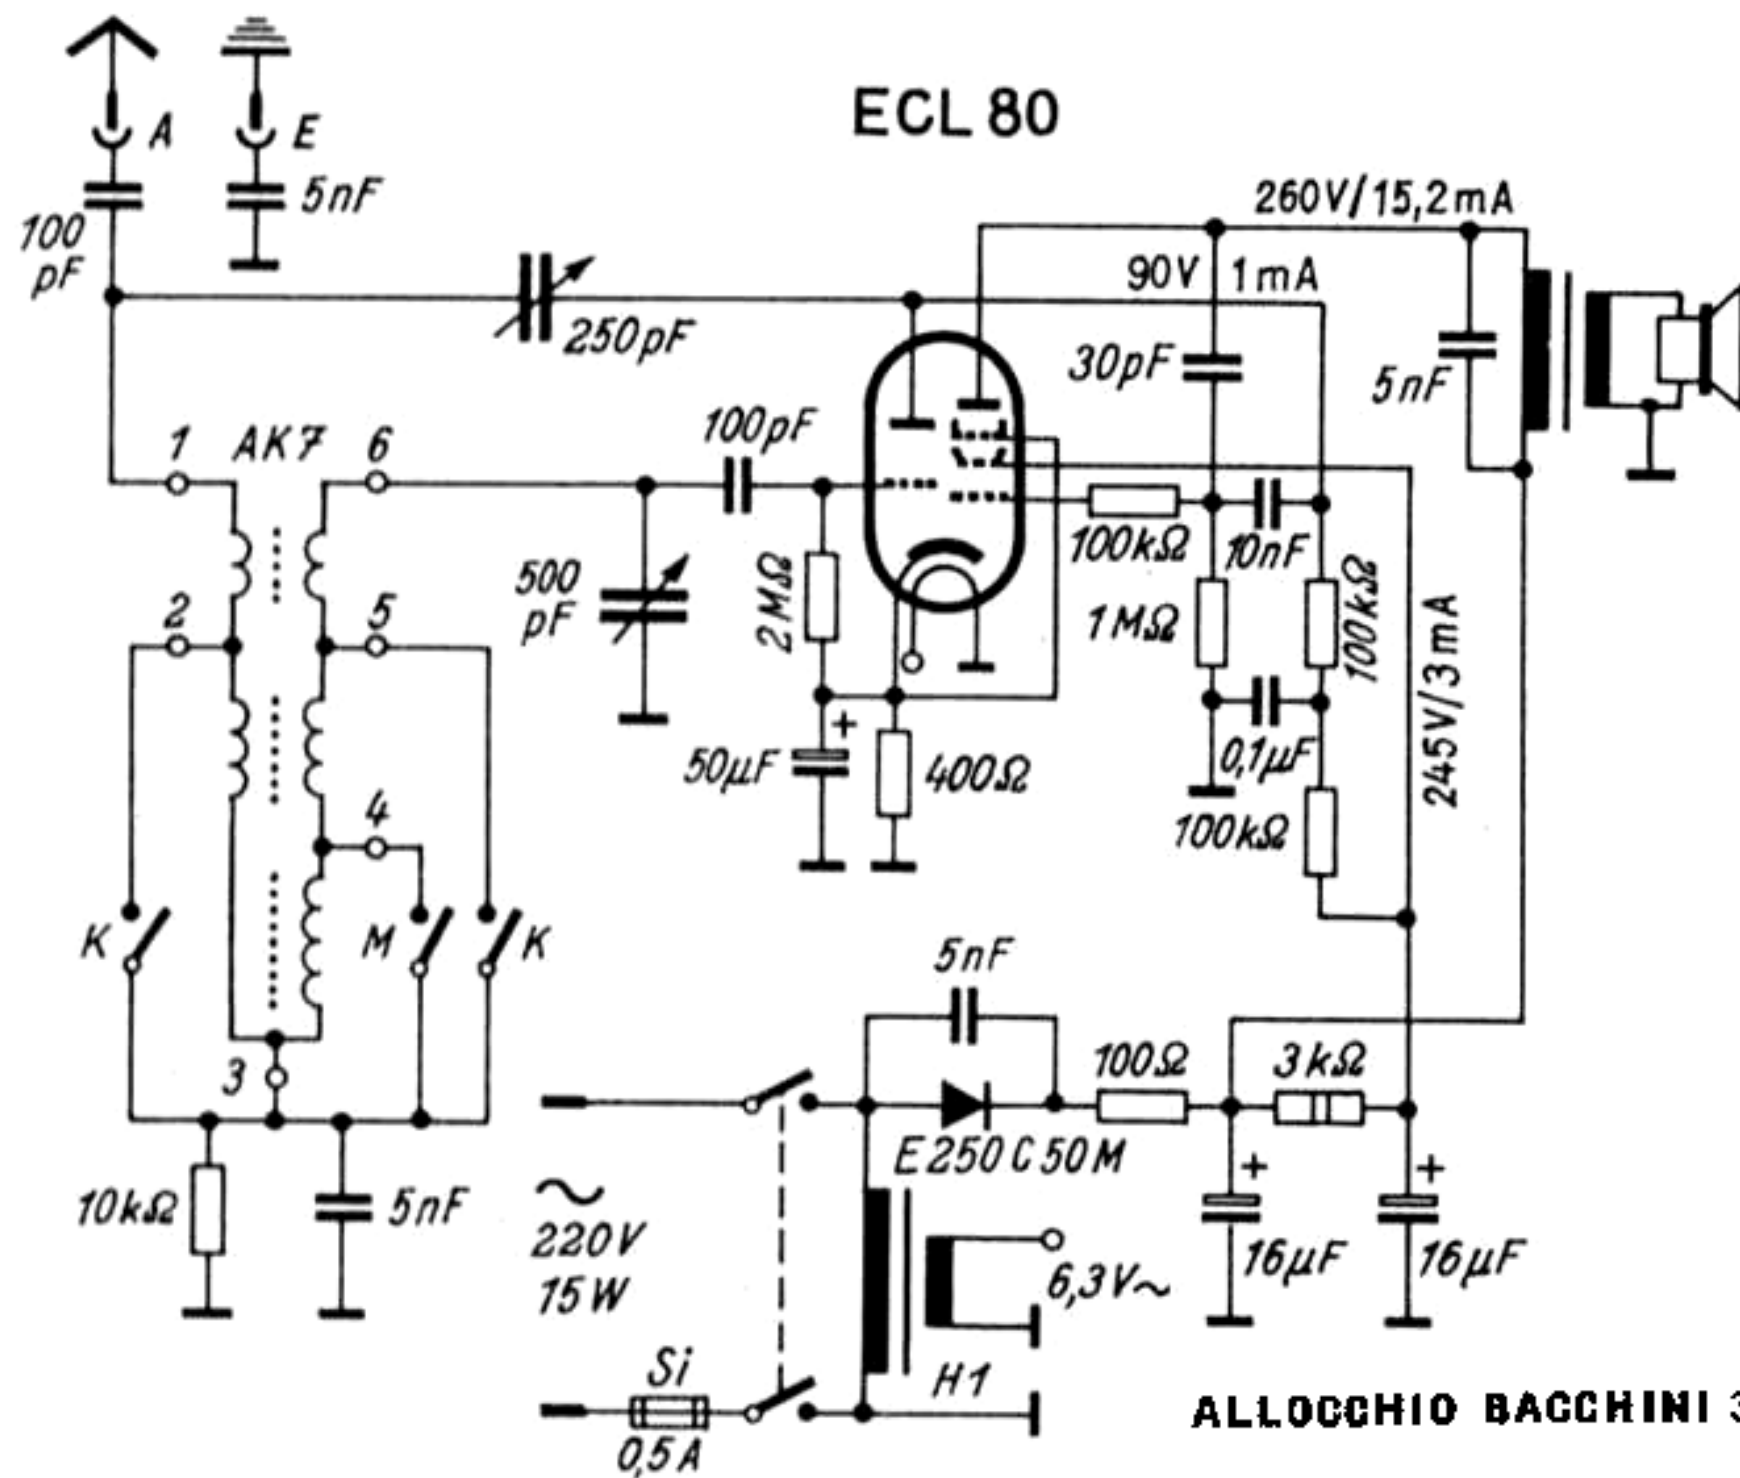 A
E
ECL 80
100
pF
5nF
260V/15,2mA
90V
1mA
250pF
30pF
5nF
1
AK7
6
100pF
100kΩ
10nF
500
pF
2MΩ
2
5
1MΩ
100kΩ
245V/3mA
+
50µF
400Ω
0,1µF
4
100kΩ
K
M
K
5nF
3
100Ω
3kΩ
E250C50M
10kΩ
5nF
~
220V
15W
+
+
16µF
16µF
6,3V~
Si
H1
0,5A
ALLOCCHIO BACCHINI